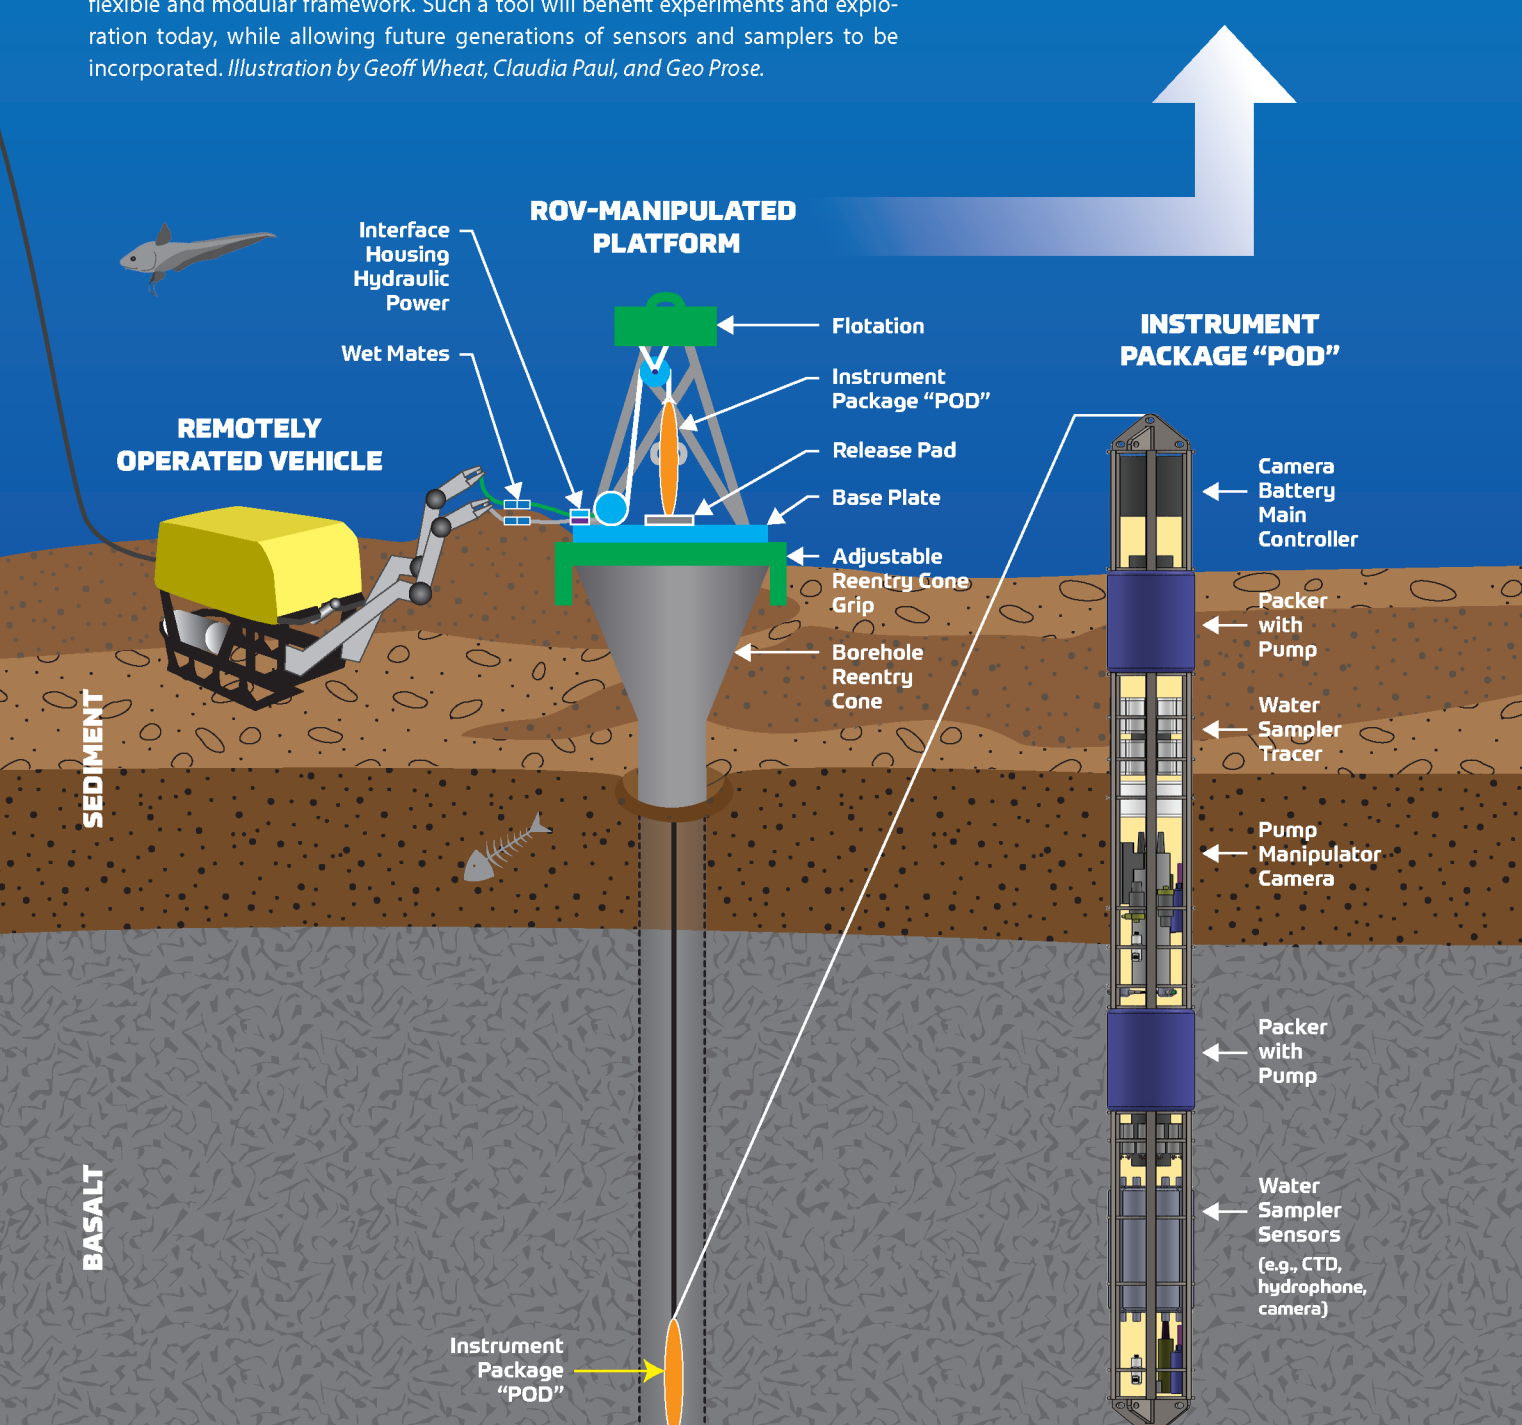 flexible and modular framework. Such a tool will benefit experiments and explo-
ration today, while allowing future generations of sensors and samplers to be
incorporated. Illustration by Geoff Wheat, Claudia Paul, and Geo Prose.
ROV-MANIPULATED
PLATFORM
Interface
Housing
Hydraulic
Power
Wet Mates
REMOTELY
OPERATED VEHICLE
Flotation
Instrument
Package “POD”
Release Pad
Base Plate
Adjustable
Reentry Cone
Grip
Borehole
Reentry
Cone
INSTRUMENT
PACKAGE “POD”
Camera
Battery
Main
Controller
Packer
with
Pump
Water
Sampler
Tracer
Pump
Manipulator
Camera
Packer
with
Pump
Water
Sampler
Sensors
(e.g., CTD,
hydrophone,
camera)
SEDIMENT
BASALT
Instrument
Package
“POD”